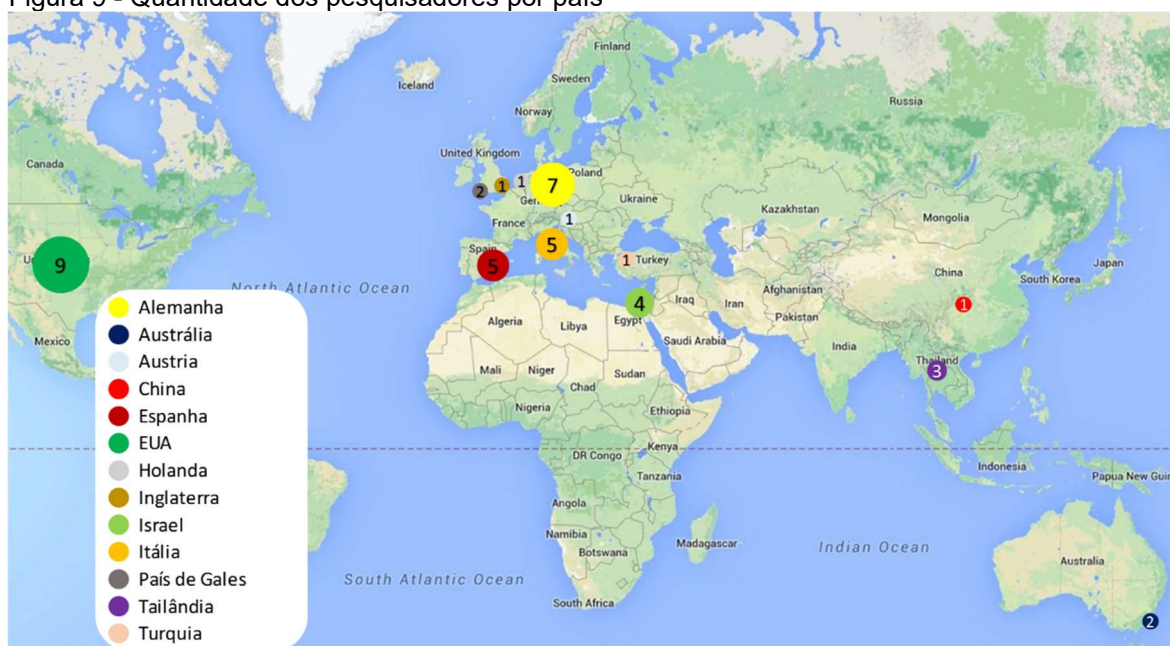 Figura 9 - Quantidade dos pesquisadores por país
Finland
Iceland
Sweden
Russia
Norway
Canada
United Kingdom
1
Poland
2
1
7
Ukraine
Kazakhstan
Mongolia
France
1
Spain
5
Turkey
1
Japan
9
5
China
South Korea
North Atlantic Ocean
4
Iraq
Iran
Afghanistan
1
Mexico
Algeria
Libya
Egypt
Pakistan
Saudi Arabia
India
Thailand
3
Mali
Niger
Sudan
Chad
Nigeria
Ethiopia
Kenya
DR Congo
Indonesia
Tanzania
Papua New Guin
Angola
Namibia
Madagascar
Indian Ocean
Botswana
Australia
South Atlantic Ocean
South Africa
2
Alemanha
Austrália
Austria
China
Espanha
EUA
Holanda
Inglaterra
Israel
Itália
País de Gales
Tailândia
Turquia